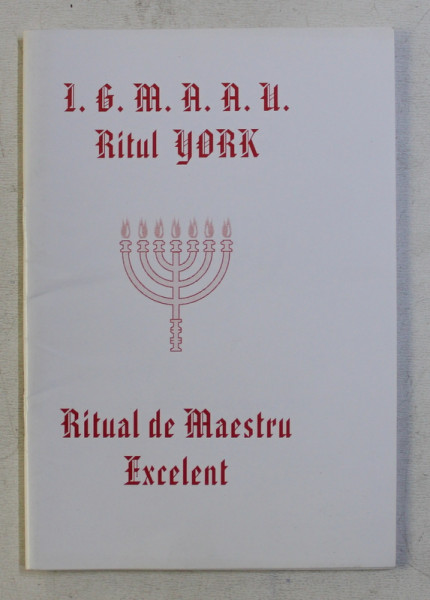 I. G. M. A. A. U.
Ritul YORK
Ritual de Maestru
Excelent